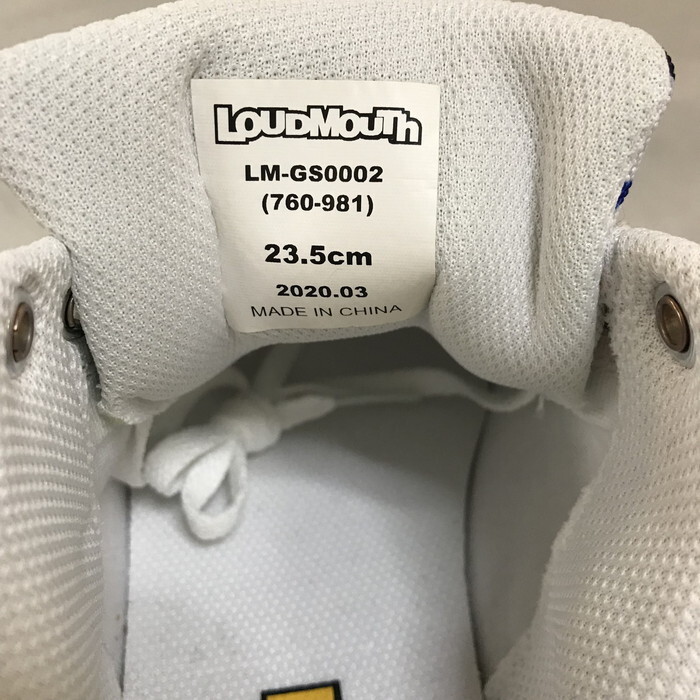 LOUDMOUTH
LM-GS0002
(760-981)
23.5cm
2020.03
MADE IN CHINA